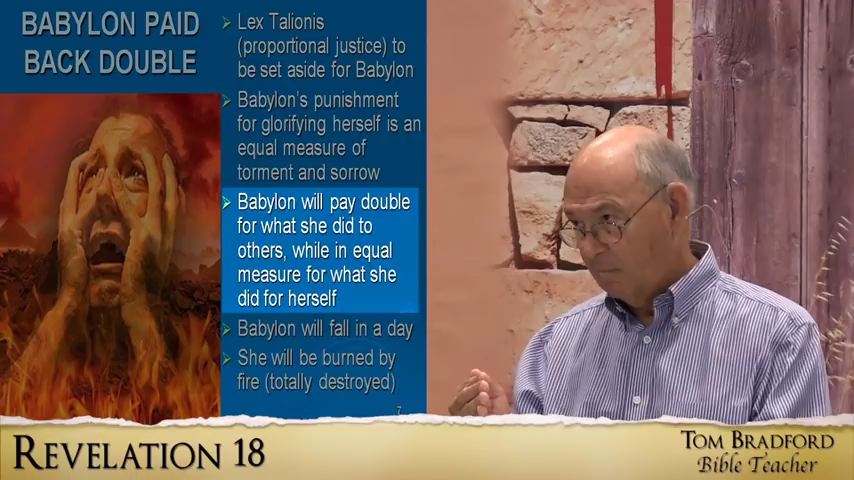 BABYLON PAID
BACK DOUBLE
Lex Talionis
(proportional justice) to
be set aside for Babylon
Babylon's punishment
for glorifying herself is an
equal measure of
torment and sorrow
Babylon will pay double
for what she did to
others, while in equal
measure for what she
did for herself
Babylon will fall in a day
She will be burned by
fire (totally destroyed)
7
REVELATION 18
TOM BRADFORD
Bible Teacher